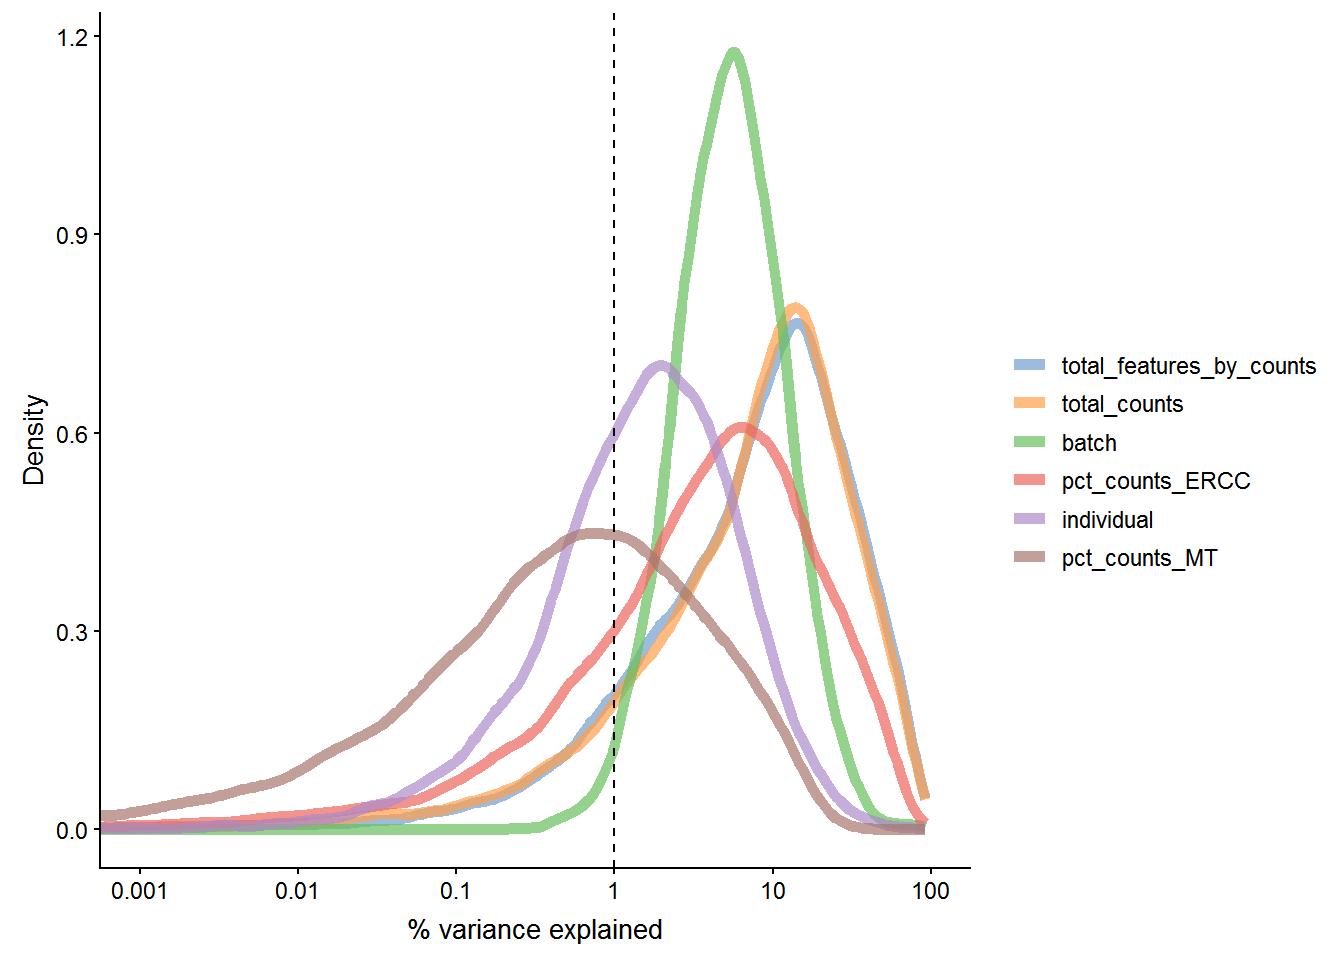 1.2
0.9
0.6
0.3
0.0
Density
0.001 0.01 0.1 1 10 100
% variance explained
total_features_by_counts
total_counts
batch
pct_counts_ERCC
individual
pct_counts_MT